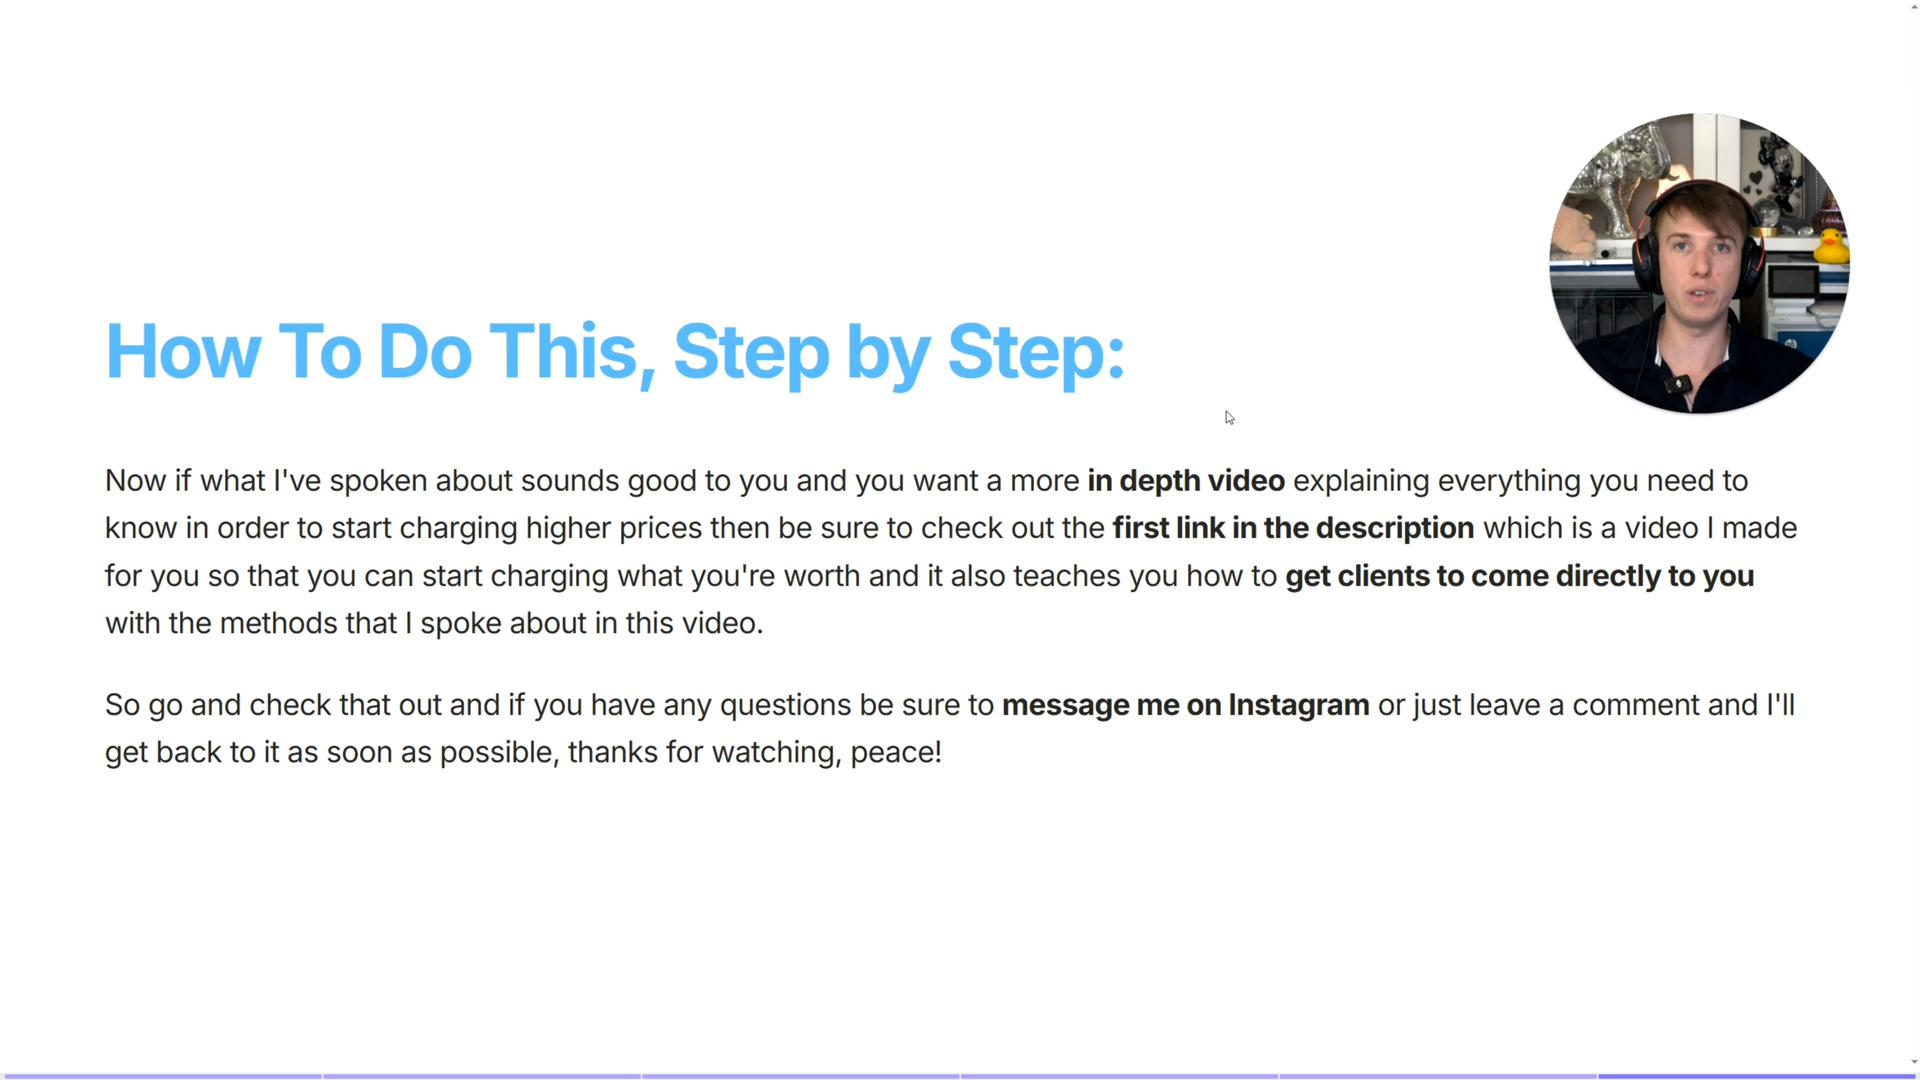 How To Do This, Step by Step:
Now if what I've spoken about sounds good to you and you want a more in depth video explaining everything you need to
know in order to start charging higher prices then be sure to check out the first link in the description which is a video I made
for you so that you can start charging what you're worth and it also teaches you how to get clients to come directly to you
with the methods that I spoke about in this video.
So go and check that out and if you have any questions be sure to message me on Instagram or just leave a comment and I'll
get back to it as soon as possible, thanks for watching, peace!